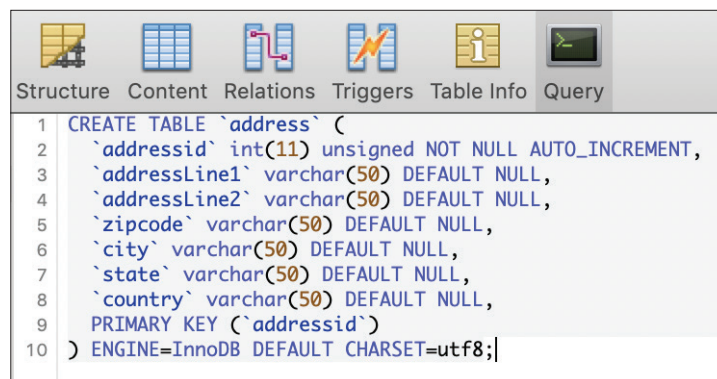 Structure Content Relations Triggers Table Info Query
1 CREATE TABLE `address` (
2 `addressid` int(11) unsigned NOT NULL AUTO_INCREMENT,
3 `addressLine1` varchar(50) DEFAULT NULL,
4 `addressLine2` varchar(50) DEFAULT NULL,
5 `zipcode` varchar(50) DEFAULT NULL,
6 `city` varchar(50) DEFAULT NULL,
7 `state` varchar(50) DEFAULT NULL,
8 `country` varchar(50) DEFAULT NULL,
9 PRIMARY KEY (`addressid`)
10 ) ENGINE=InnoDB DEFAULT CHARSET=utf8;